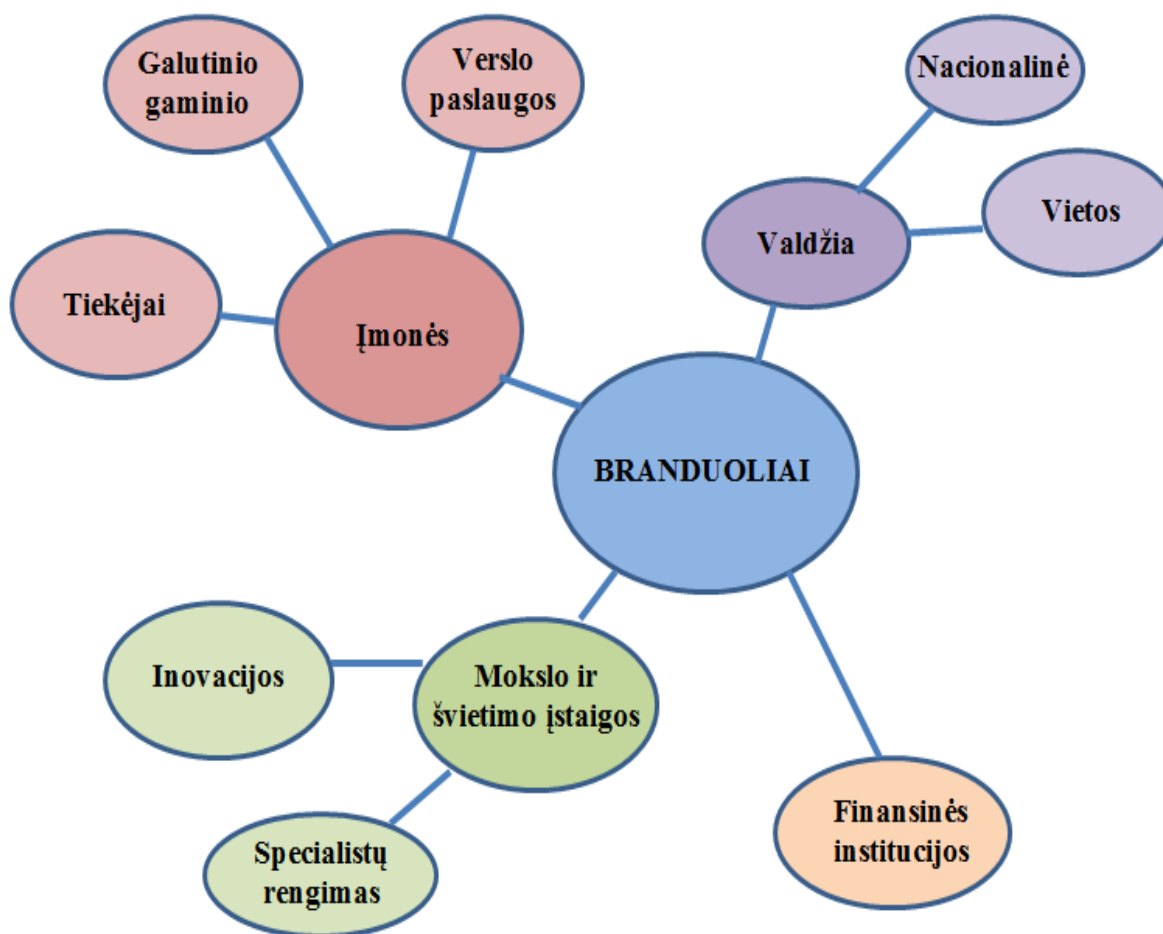 Galutinio
gaminio
Verslo
paslaugos
Nacionalinė
Vietos
Valdžia
Tiekėjai
Įmonės
BRANDUOLIAI
Inovacijos
Mokslo ir
švietimo įstaigos
Specialistų
rengimas
Finansinės
institucijos